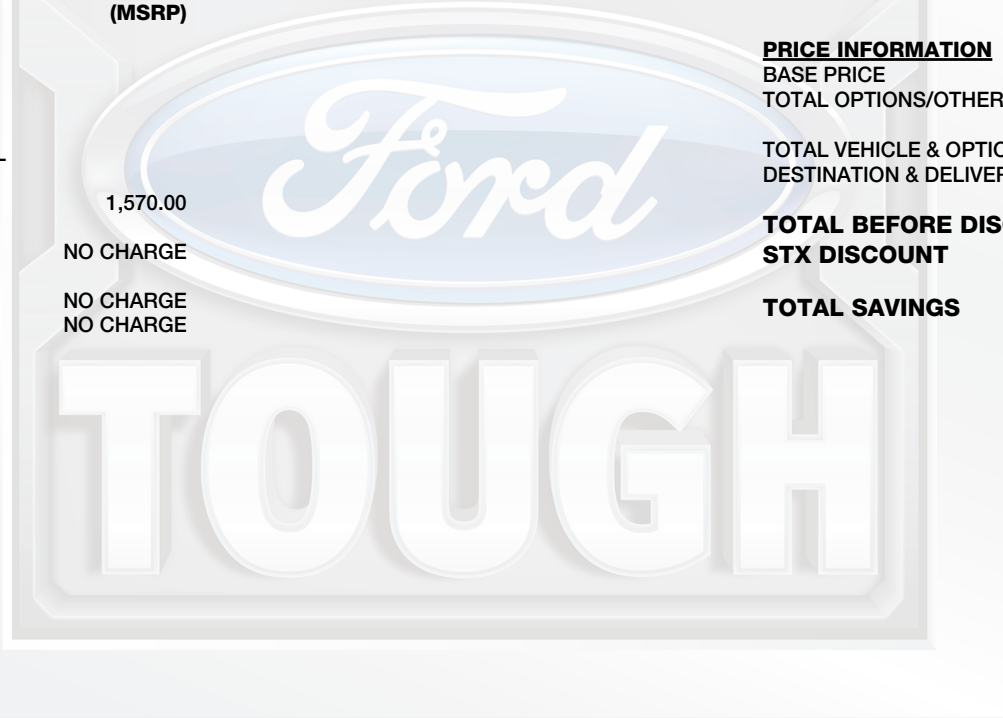 (MSRP)
1,570.00
NO CHARGE
NO CHARGE
NO CHARGE
PRICE INFORMATION
BASE PRICE
TOTAL OPTIONS/OTHER
TOTAL VEHICLE & OPTIO
DESTINATION & DELIVER
TOTAL BEFORE DIS
STX DISCOUNT
TOTAL SAVINGS
Ford
TOUGH